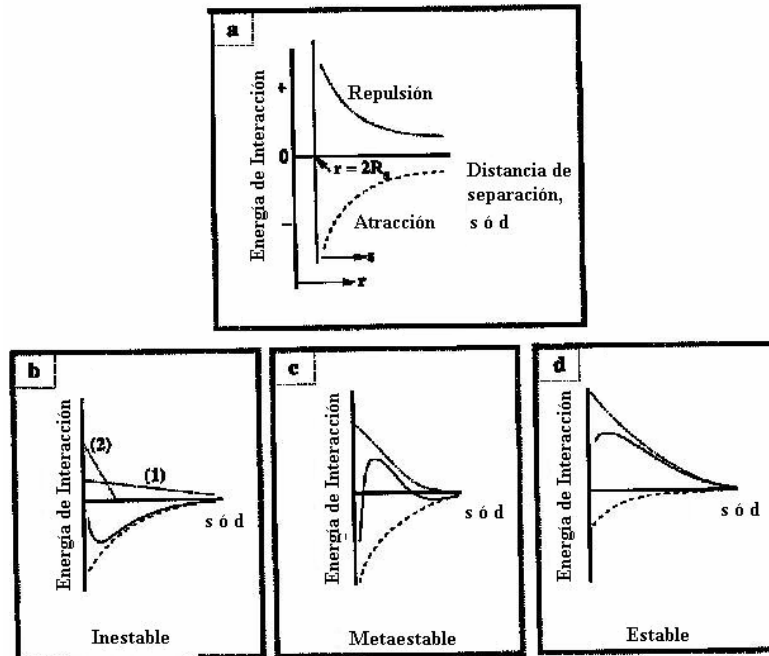 a
Energía de Interacción
+
0
–
Repulsión
r = 2Ra
Atracción
s
r
Distancia de
separación,
s ó d
b
Energía de Interacción
(2)
(1)
s ó d
Inestable
c
Energía de Interacción
s ó d
Metaestable
d
Energía de Interacción
s ó d
Estable